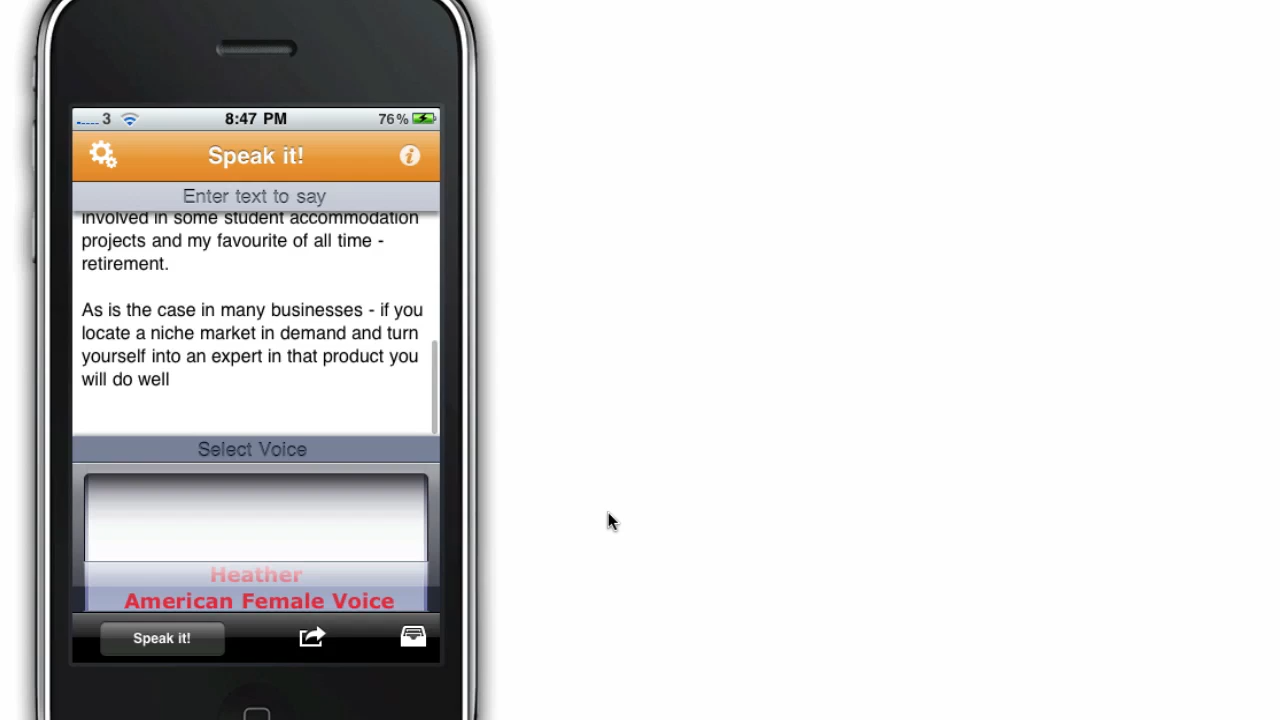 3 8:47 PM 76%
Speak it!
Enter text to say
involved in some student accommodation
projects and my favourite of all time -
retirement.
As is the case in many businesses - if you
locate a niche market in demand and turn
yourself into an expert in that product you
will do well
Select Voice
Heather
American Female Voice
Speak it!